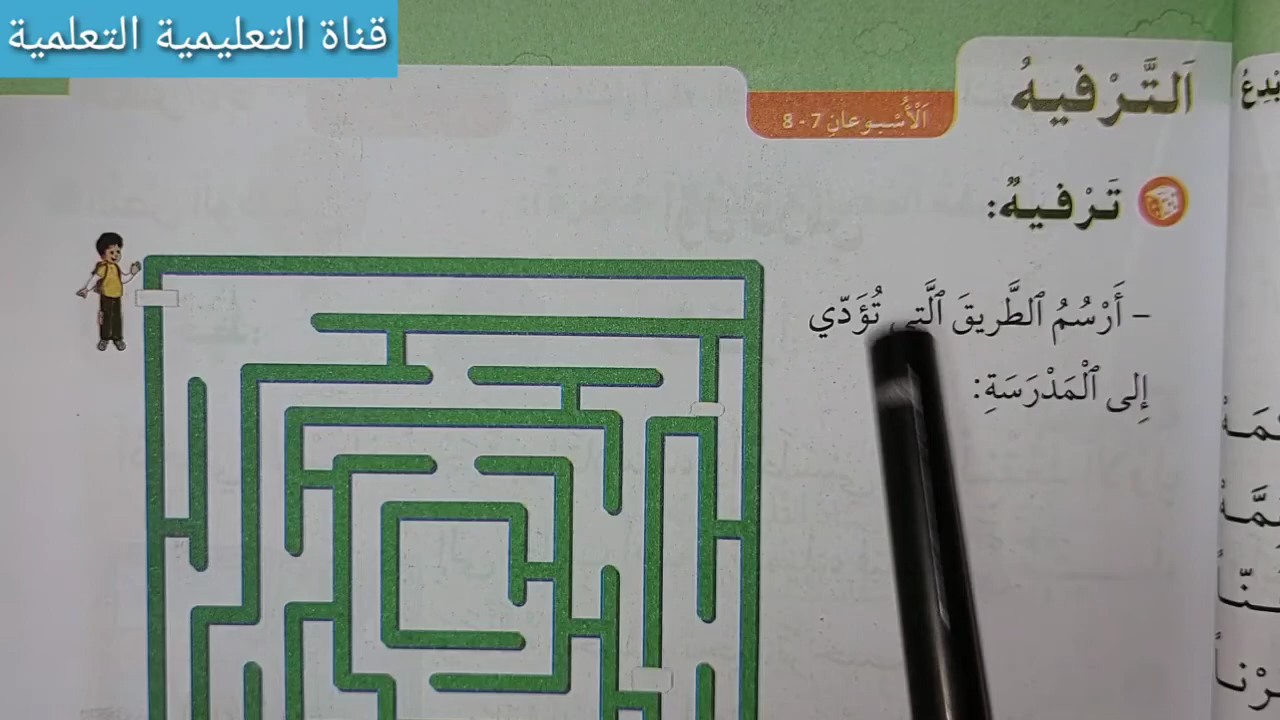 قناة التعليمية التعلمية
اَلتَّرْفيهُ
اَلْأُسْبوعانِ 7 - 8
تَرْفيهٌ:
– أَرْسُمُ ٱلطَّريقَ ٱلَّتي تُؤَدّي
إِلى ٱلْمَدْرَسَةِ: